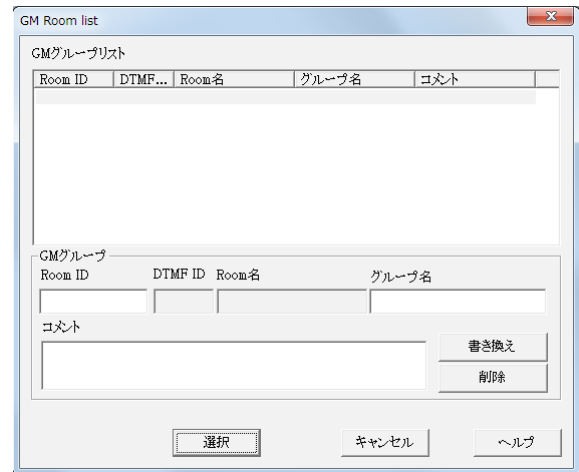 GM Room list
GMグループリスト
Room ID DTMF... Room名 グループ名 コメント
GMグループ
Room ID DTMF ID Room名 グループ名
コメント
書き換え
削除
選択 キャンセル ヘルプ